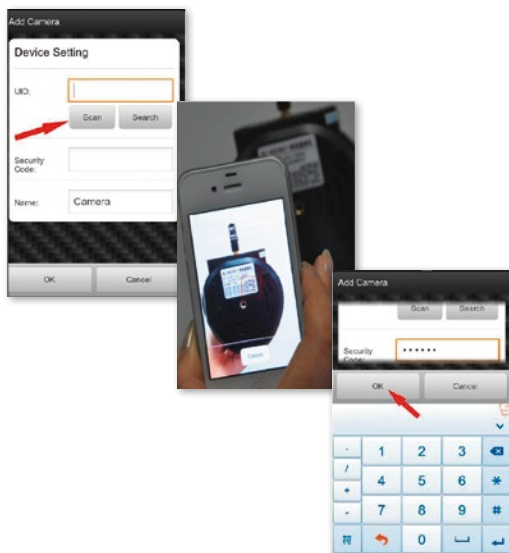 Add Camera
Device Setting
UID:
Scan Search
Security
Code:
Name: Camera
OK Cancel
Cancel
Add Camera
Scan Search
Security
Code:
••••••
OK Cancel
. 1 2 3
/
+ 4 5 6 *
- 7 8 9 #
0